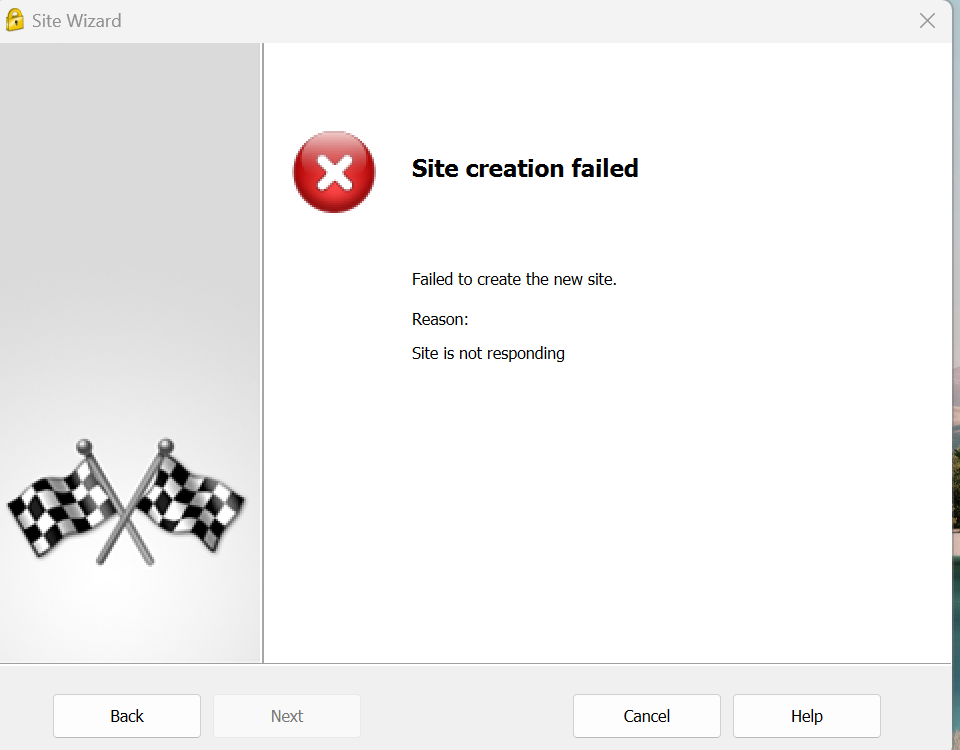 Site Wizard
Site creation failed
Failed to create the new site.
Reason:
Site is not responding
Back
Next
Cancel
Help